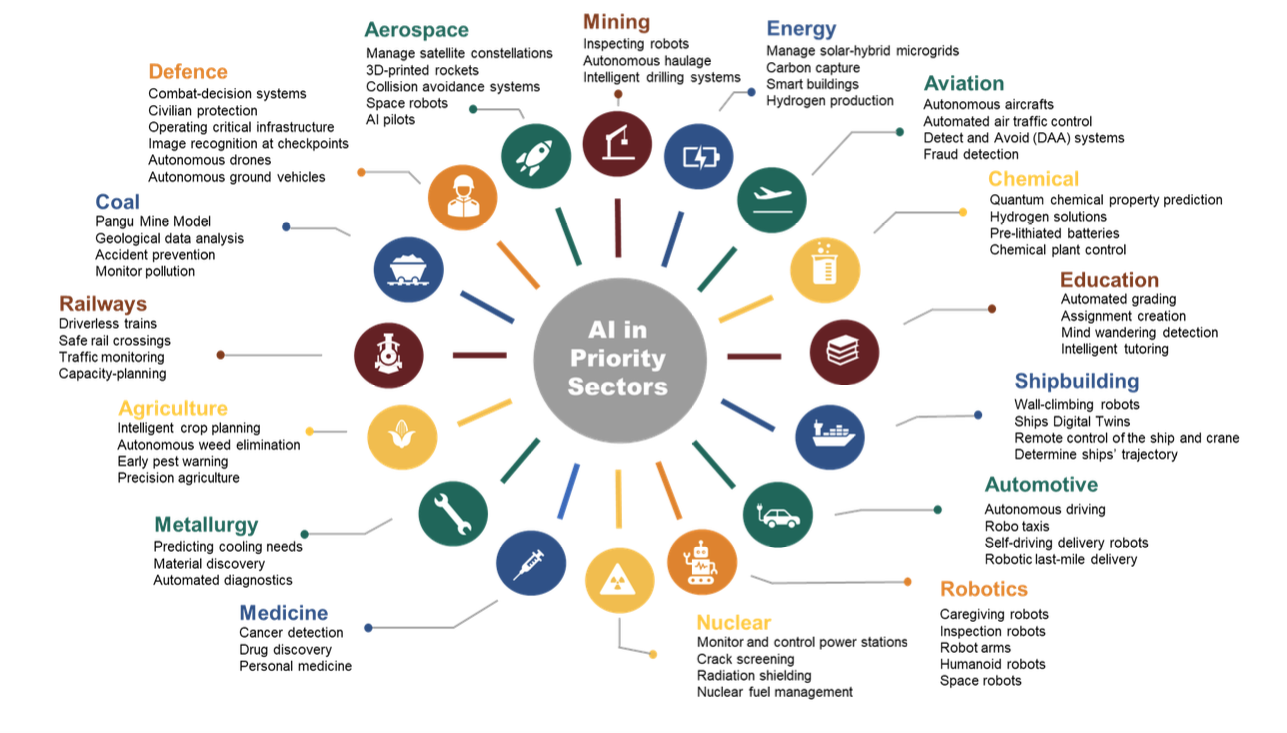 AI in
Priority
Sectors
Mining
Inspecting robots
Autonomous haulage
Intelligent drilling systems
Energy
Manage solar-hybrid microgrids
Carbon capture
Smart buildings
Hydrogen production
Aviation
Autonomous aircrafts
Automated air traffic control
Detect and Avoid (DAA) systems
Fraud detection
Chemical
Quantum chemical property prediction
Hydrogen solutions
Pre-lithiated batteries
Chemical plant control
Education
Automated grading
Assignment creation
Mind wandering detection
Intelligent tutoring
Shipbuilding
Wall-climbing robots
Ships Digital Twins
Remote control of the ship and crane
Determine ships' trajectory
Automotive
Autonomous driving
Robo taxis
Self-driving delivery robots
Robotic last-mile delivery
Robotics
Caregiving robots
Inspection robots
Robot arms
Humanoid robots
Space robots
Nuclear
Monitor and control power stations
Crack screening
Radiation shielding
Nuclear fuel management
Medicine
Cancer detection
Drug discovery
Personal medicine
Metallurgy
Predicting cooling needs
Material discovery
Automated diagnostics
Agriculture
Intelligent crop planning
Autonomous weed elimination
Early pest warning
Precision agriculture
Railways
Driverless trains
Safe rail crossings
Traffic monitoring
Capacity-planning
Coal
Pangu Mine Model
Geological data analysis
Accident prevention
Monitor pollution
Defence
Combat-decision systems
Civilian protection
Operating critical infrastructure
Image recognition at checkpoints
Autonomous drones
Autonomous ground vehicles
Aerospace
Manage satellite constellations
3D-printed rockets
Collision avoidance systems
Space robots
AI pilots